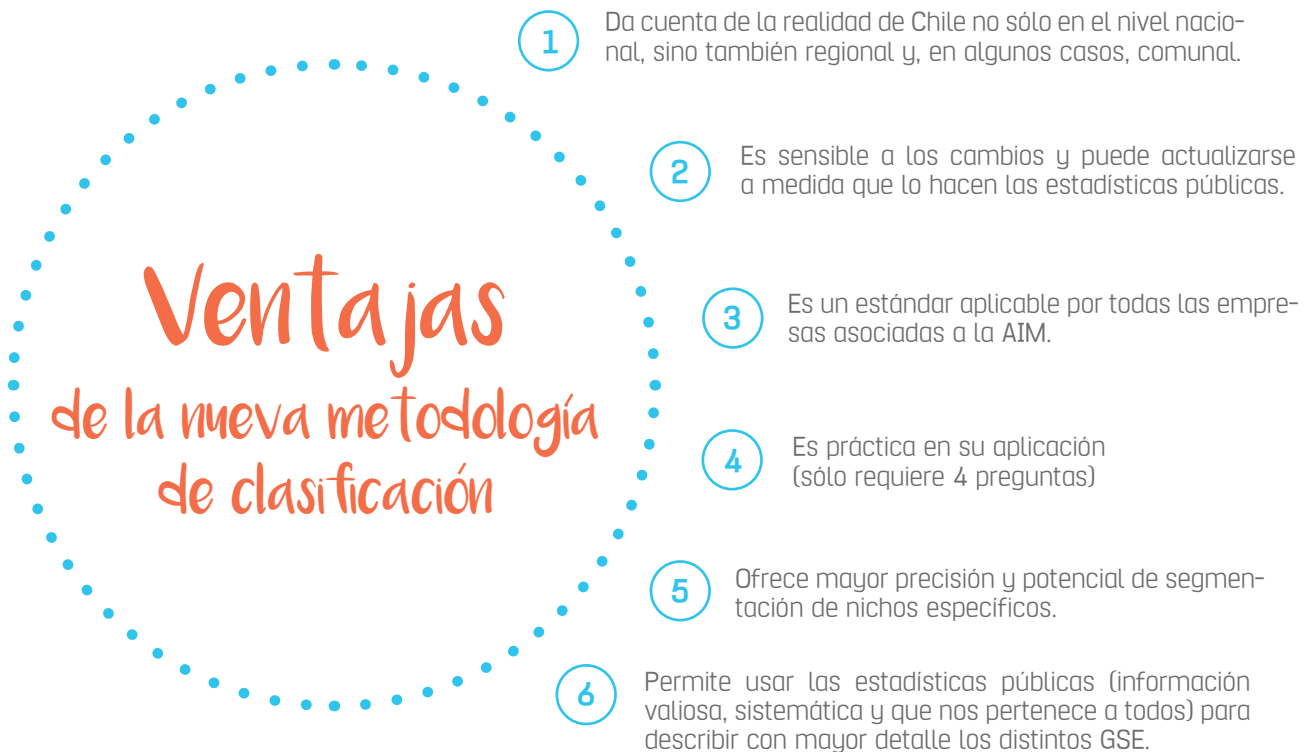 Ventajas
de la nueva metodología
de clasificación
1
Da cuenta de la realidad de Chile no sólo en el nivel nacio-
nal, sino también regional y, en algunos casos, comunal.
2
Es sensible a los cambios y puede actualizarse
a medida que lo hacen las estadísticas públicas.
3
Es un estándar aplicable por todas las empre-
sas asociadas a la AIM.
4
Es práctica en su aplicación
(sólo requiere 4 preguntas)
5
Ofrece mayor precisión y potencial de segmen-
tación de nichos específicos.
6
Permite usar las estadísticas públicas (información
valiosa, sistemática y que nos pertenece a todos) para
describir con mayor detalle los distintos GSE.